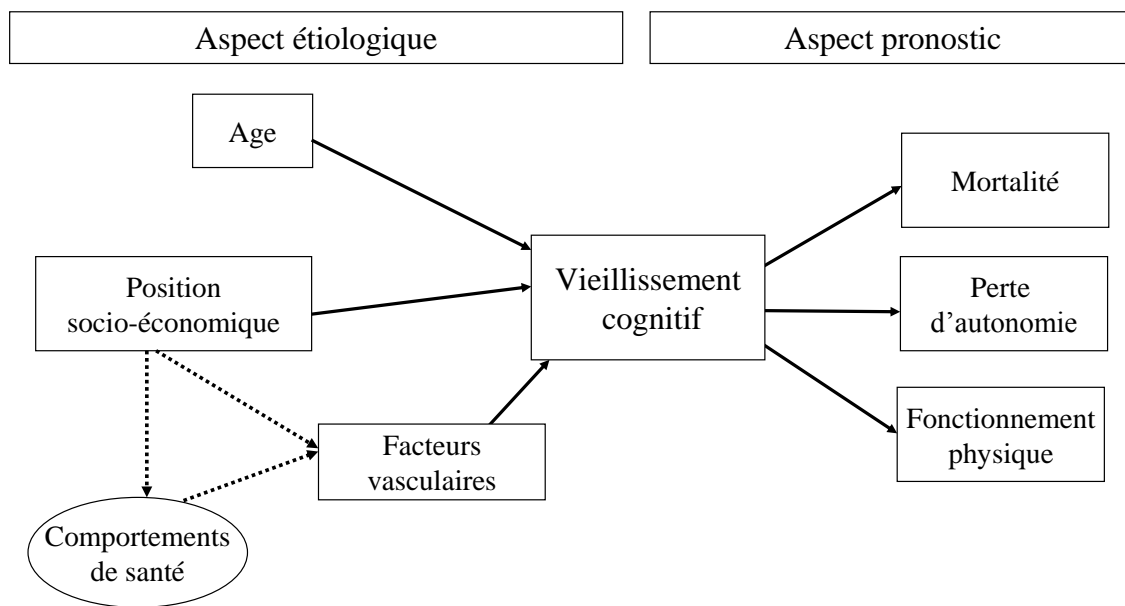 Aspect étiologique
Aspect pronostic
Age
Mortalité
Vieillissement
cognitif
Position
socio-économique
Perte
d’autonomie
Facteurs
vasculaires
Fonctionnement
physique
Comportements
de santé